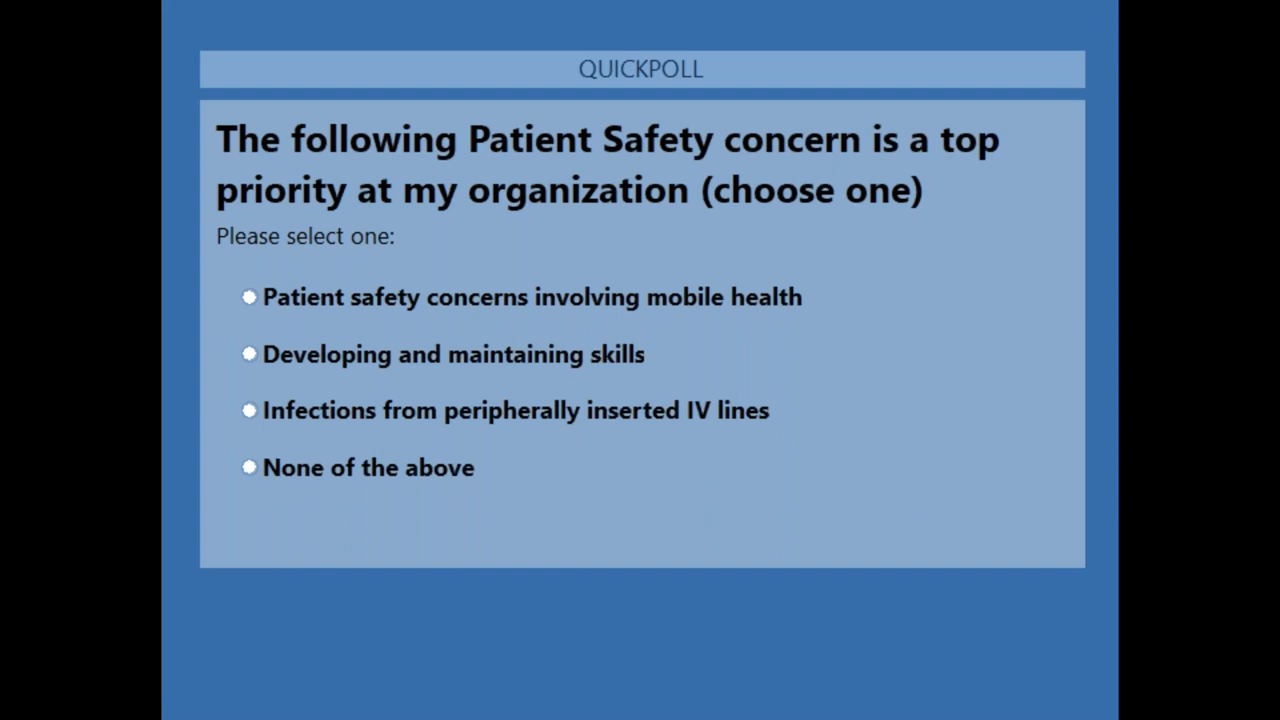 QUICKPOLL
The following Patient Safety concern is a top
priority at my organization (choose one)
Please select one:
Patient safety concerns involving mobile health
Developing and maintaining skills
Infections from peripherally inserted IV lines
None of the above